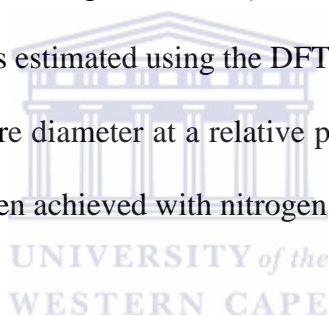 s estimated using the DFT
re diameter at a relative p
en achieved with nitrogen
UNIVERSITY of the
WESTERN CAPE